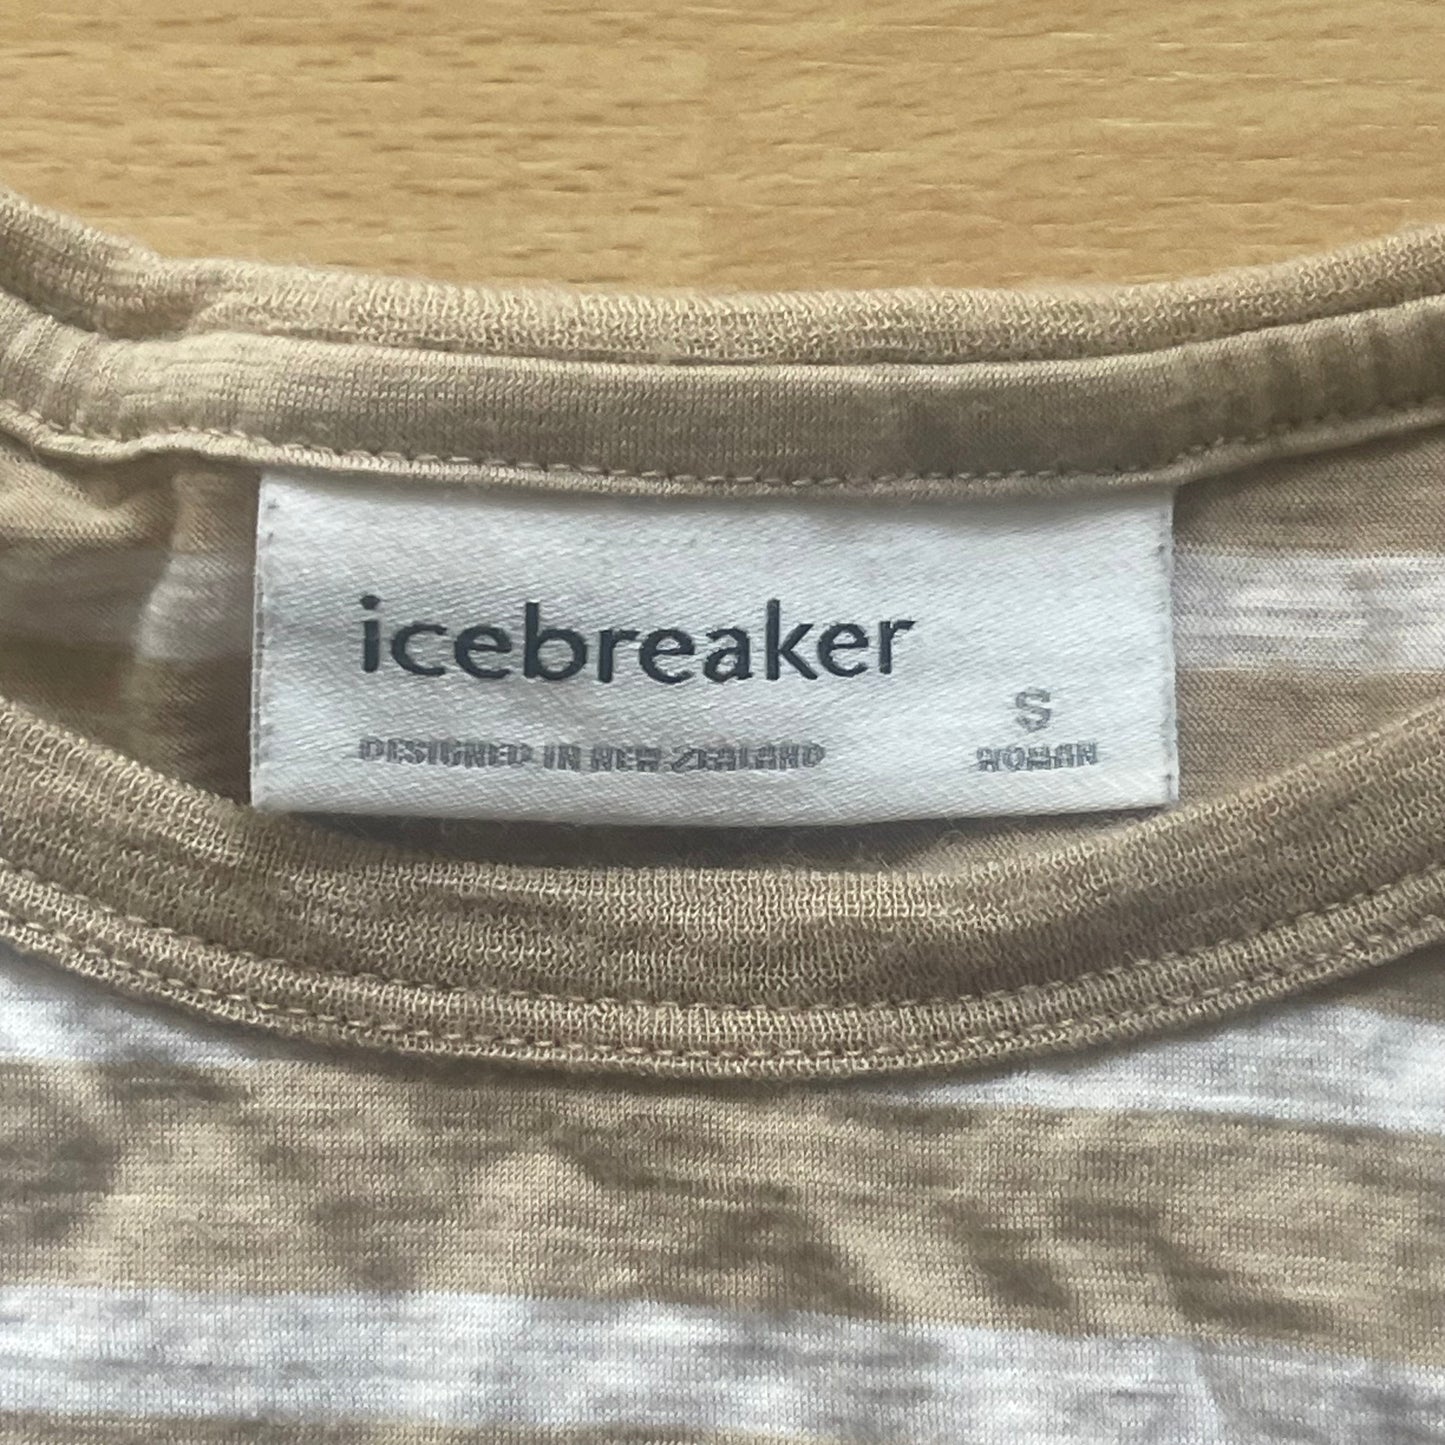 icebreaker
S
DESIGNED IN NEW ZEALAND
WOMAN